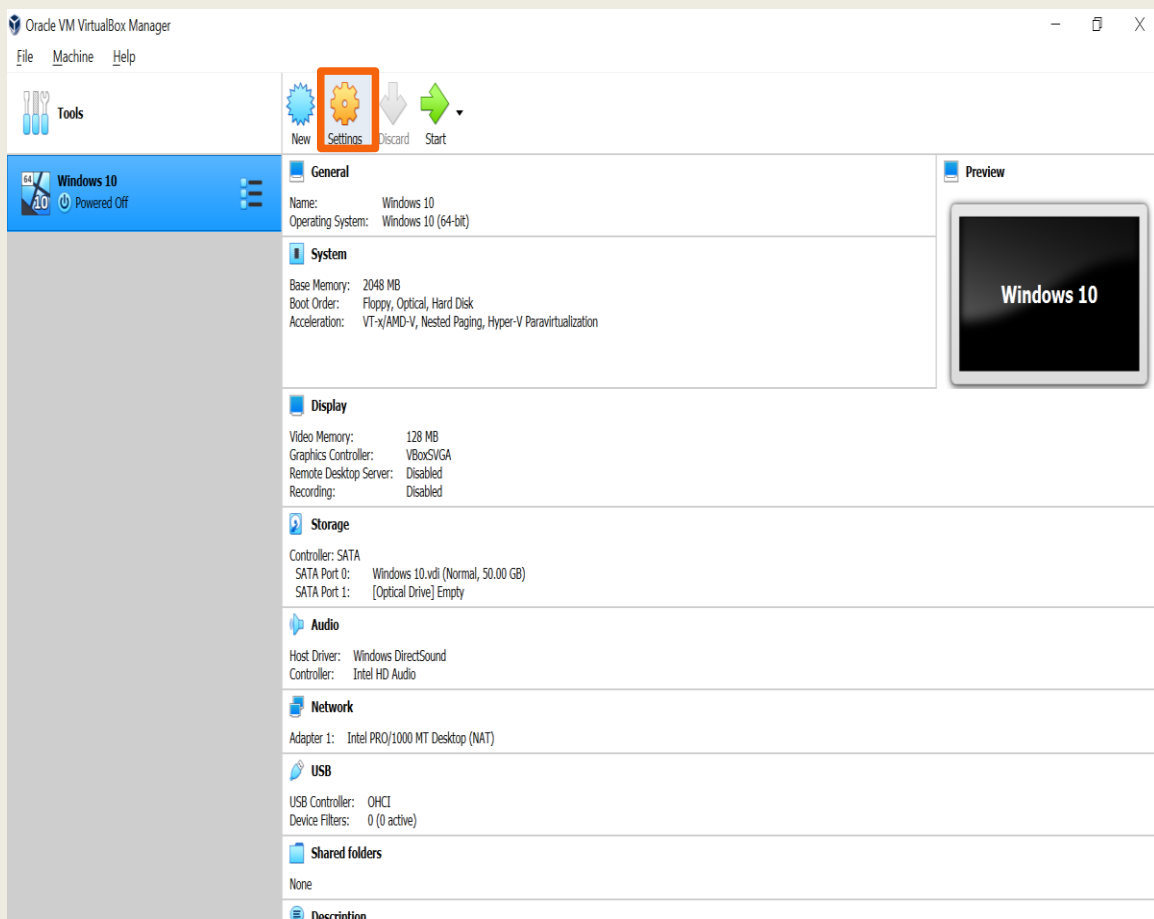 Oracle VM VirtualBox Manager
File Machine Help
Tools
New Settings Discard Start
64
10
Windows 10
Powered Off
General
Name: Windows 10
Operating System: Windows 10 (64-bit)
Preview
Windows 10
System
Base Memory: 2048 MB
Boot Order: Floppy, Optical, Hard Disk
Acceleration: VT-x/AMD-V, Nested Paging, Hyper-V Paravirtualization
Display
Video Memory: 128 MB
Graphics Controller: VBoxSVGA
Remote Desktop Server: Disabled
Recording: Disabled
Storage
Controller: SATA
SATA Port 0: Windows 10.vdi (Normal, 50.00 GB)
SATA Port 1: [Optical Drive] Empty
Audio
Host Driver: Windows DirectSound
Controller: Intel HD Audio
Network
Adapter 1: Intel PRO/1000 MT Desktop (NAT)
USB
USB Controller: OHCI
Device Filters: 0 (0 active)
Shared folders
None
Description